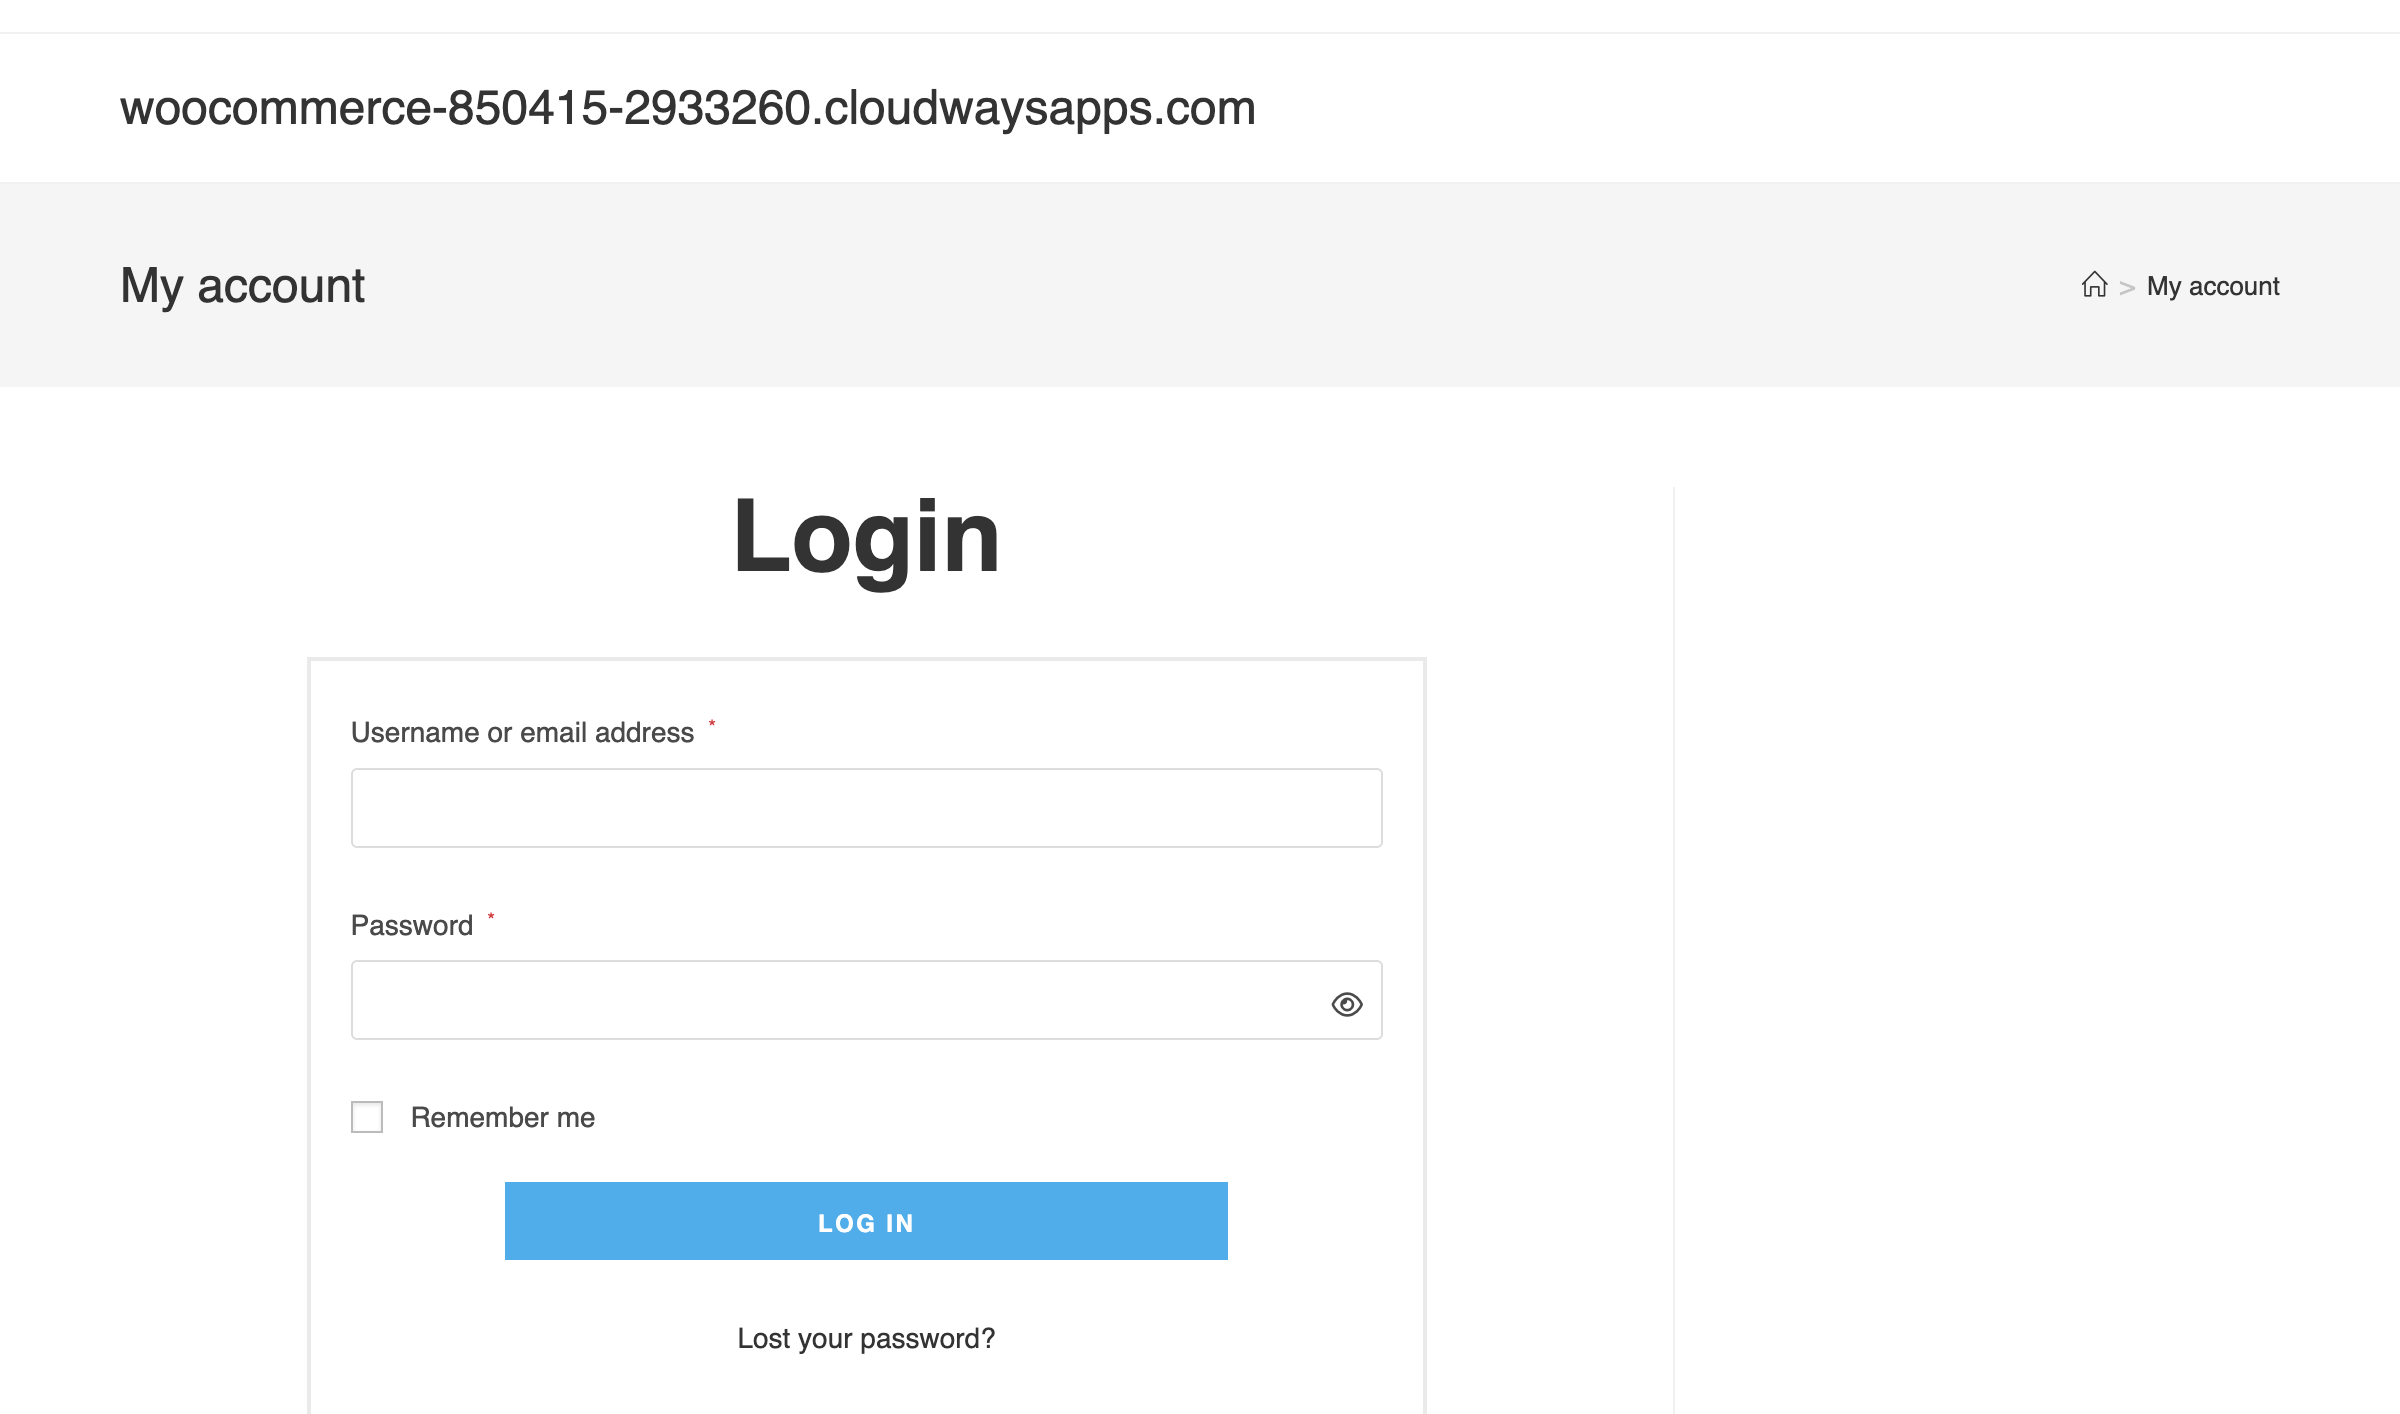 woocommerce-850415-2933260.cloudwaysapps.com
My account
> My account
Login
Username or email address *
Password *
Remember me
LOG IN
Lost your password?